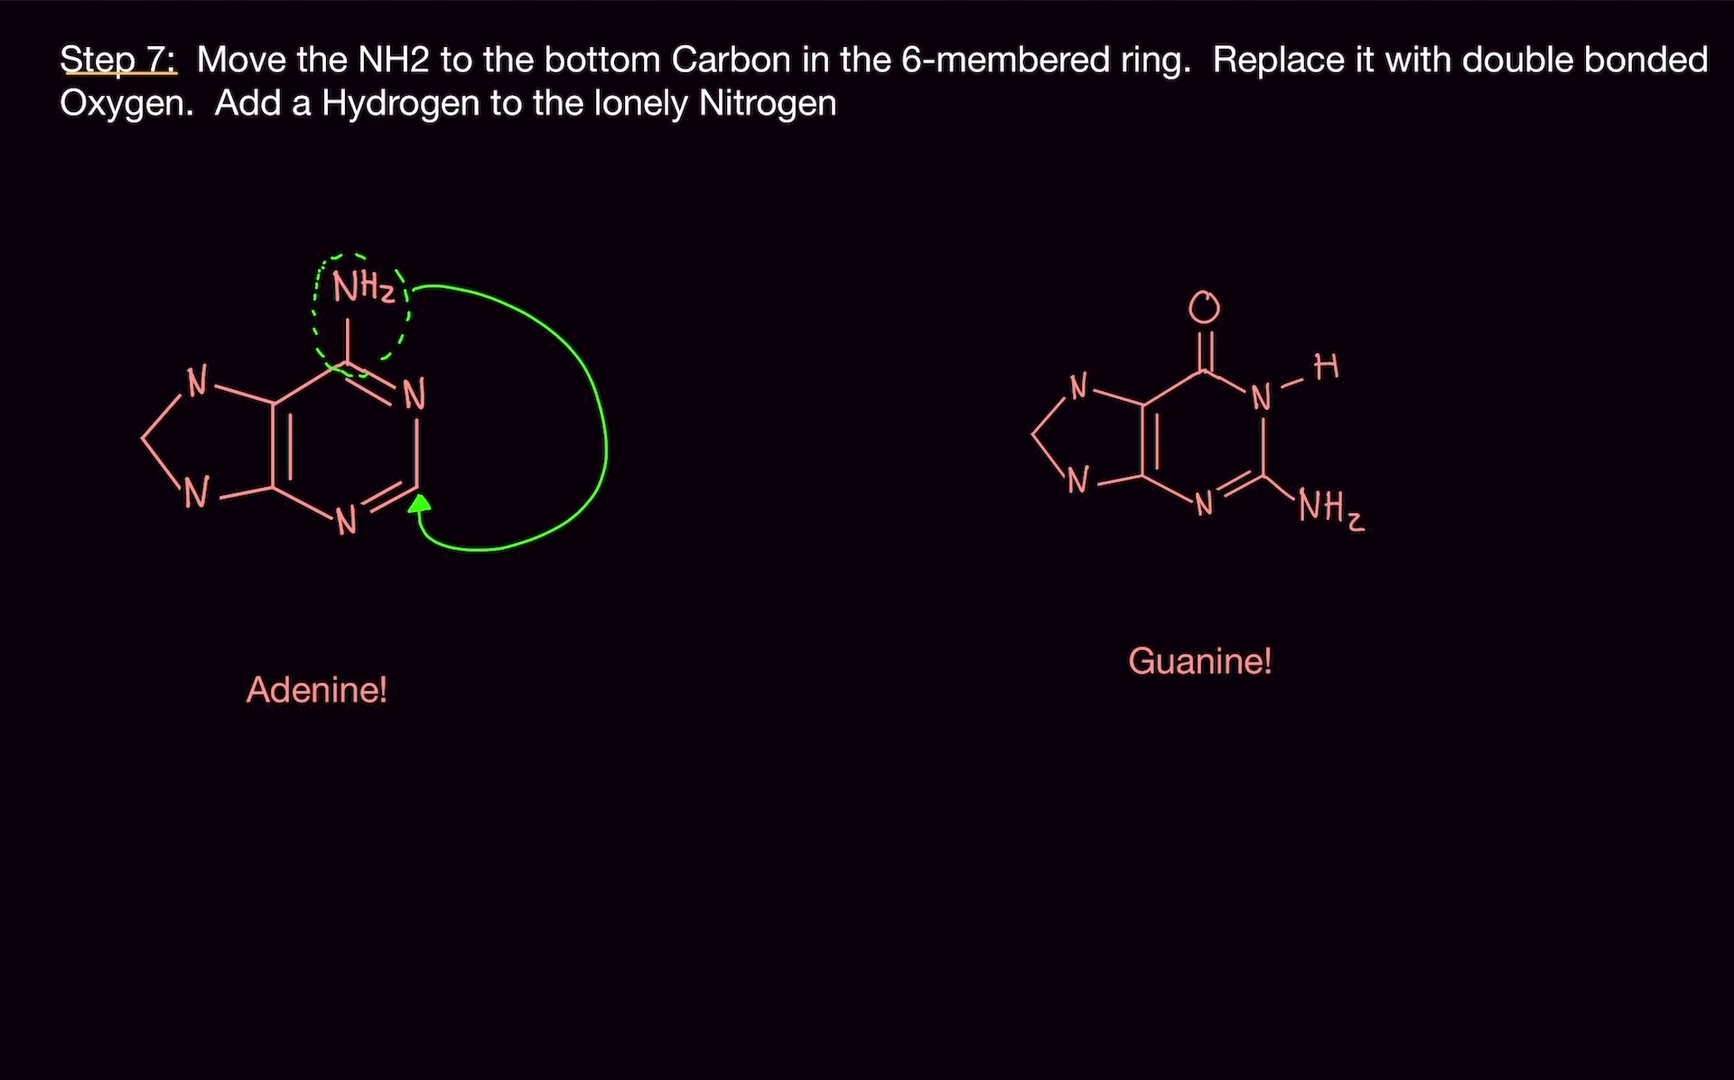 Step 7: Move the NH2 to the bottom Carbon in the 6-membered ring. Replace it with double bonded
Oxygen. Add a Hydrogen to the lonely Nitrogen
NH2
N
N
N
N
Adenine!
O
H
N
N
N
N
NH2
Guanine!